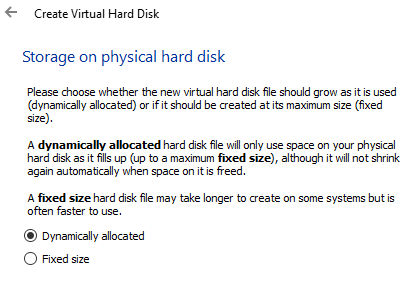 Create Virtual Hard Disk
Storage on physical hard disk
Please choose whether the new virtual hard disk file should grow as it is used
(dynamically allocated) or if it should be created at its maximum size (fixed
size).
A dynamically allocated hard disk file will only use space on your physical
hard disk as it fills up (up to a maximum fixed size), although it will not shrink
again automatically when space on it is freed.
A fixed size hard disk file may take longer to create on some systems but is
often faster to use.
Dynamically allocated
Fixed size